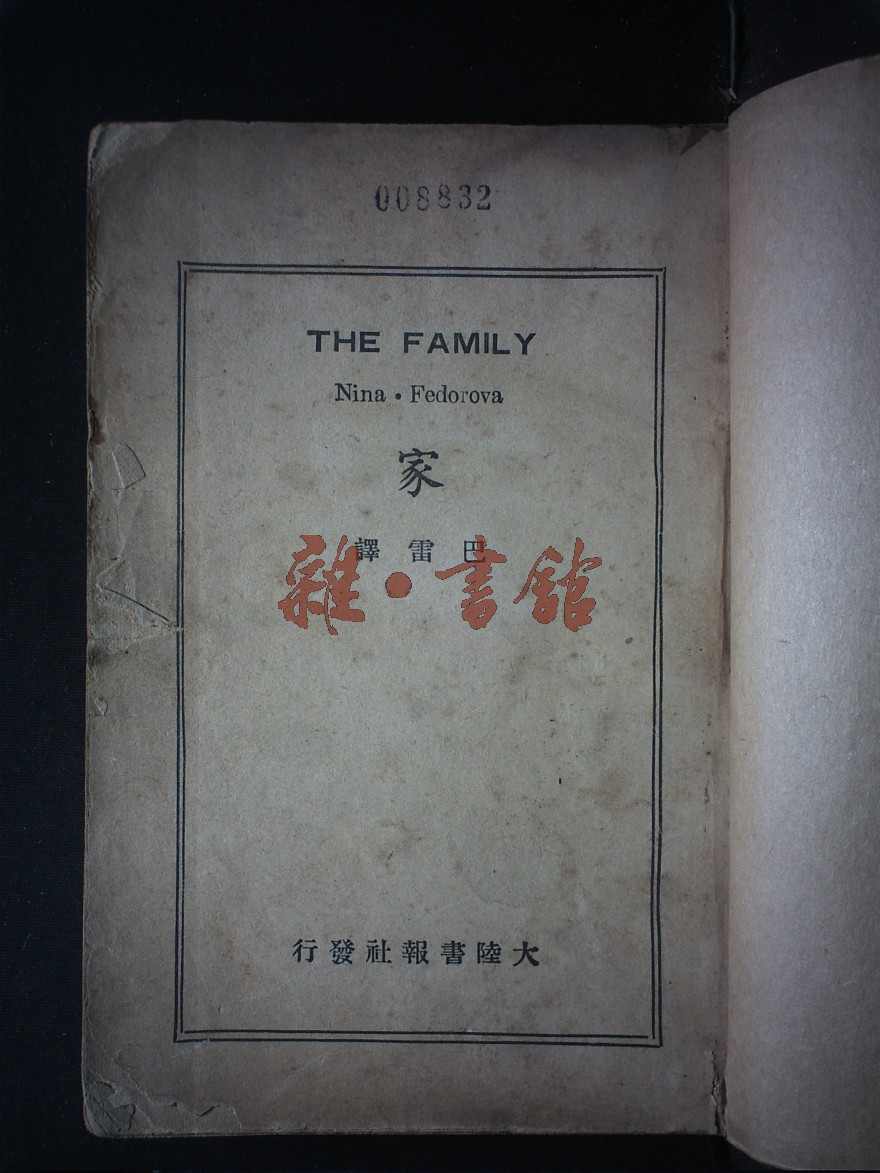 008832
THE FAMILY
Nina • Fedorova
家
巴雷譯
雜•書館
大陸書報社發行